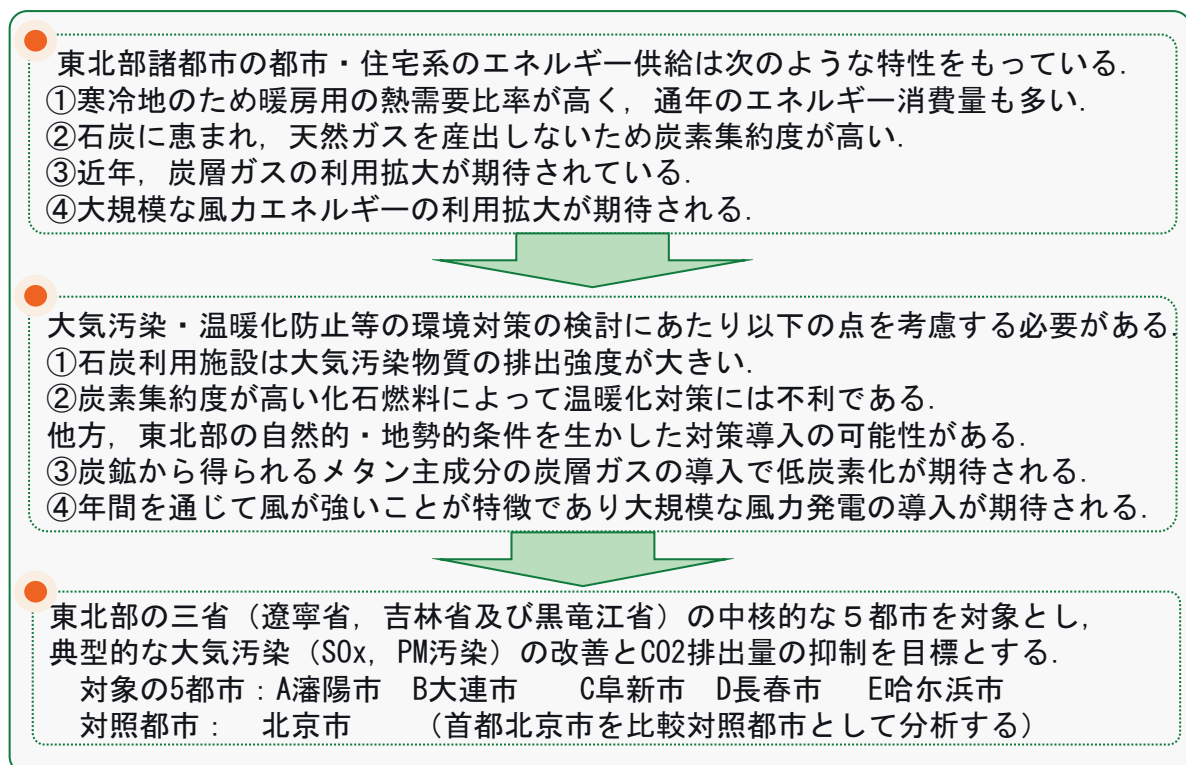 東北部諸都市の都市・住宅系のエネルギー供給は次のような特性をもっている.
①寒冷地のため暖房用の熱需要比率が高く, 通年のエネルギー消費量も多い.
②石炭に恵まれ, 天然ガスを産出しないため炭素集約度が高い.
③近年, 炭層ガスの利用拡大が期待されている.
④大規模な風力エネルギーの利用拡大が期待される.
大気汚染・温暖化防止等の環境対策の検討にあたり以下の点を考慮する必要がある.
①石炭利用施設は大気汚染物質の排出強度が大きい.
②炭素集約度が高い化石燃料によって温暖化対策には不利である.
他方, 東北部の自然的・地勢的条件を生かした対策導入の可能性がある.
③炭鉱から得られるメタン主成分の炭層ガスの導入で低炭素化が期待される.
④年間を通じて風が強いことが特徴であり大規模な風力発電の導入が期待される.
東北部の三省（遼寧省, 吉林省及び黒竜江省）の中核的な５都市を対象とし,
典型的な大気汚染（SOx, PM汚染）の改善とCO2排出量の抑制を目標とする.
対象の5都市：A瀋陽市 B大連市 C阜新市 D長春市 E哈尔浜市
対照都市： 北京市 （首都北京市を比較対照都市として分析する）